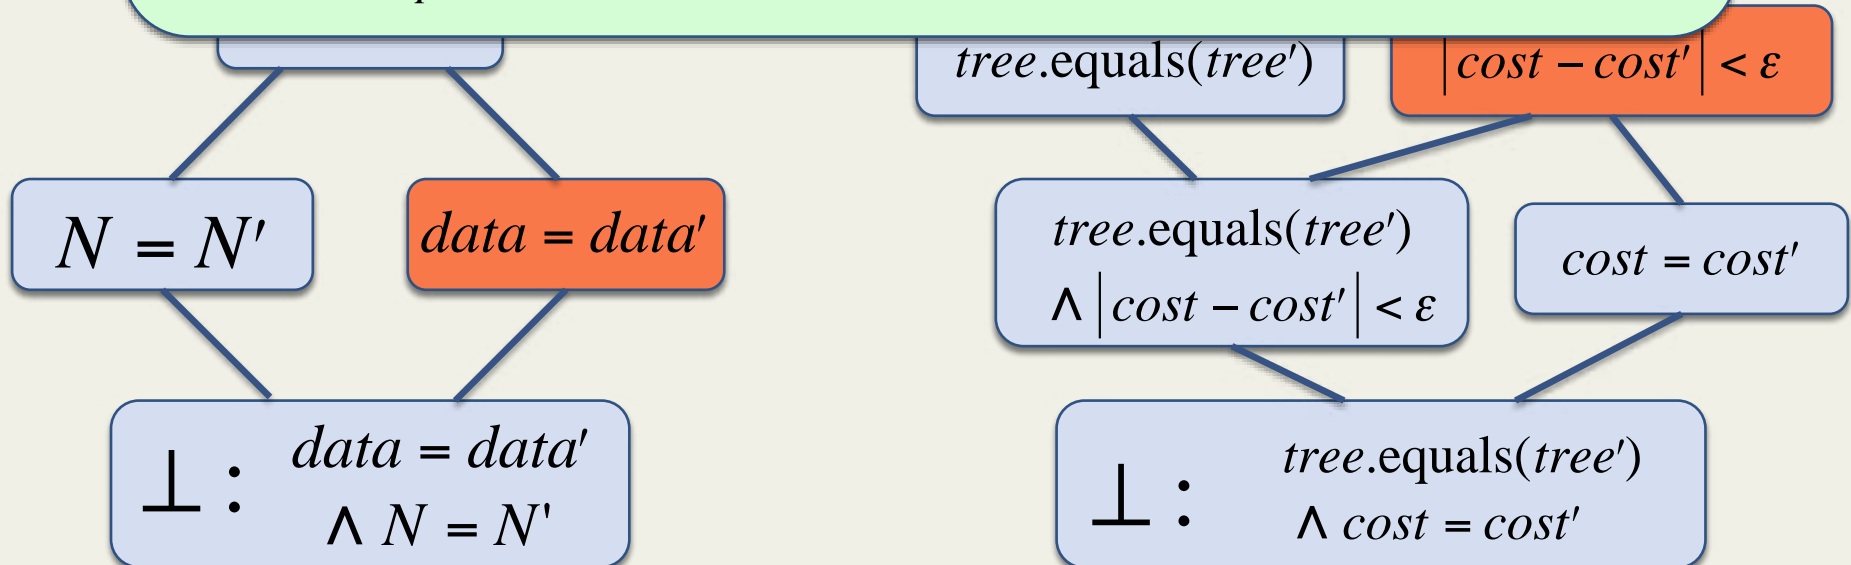 tree.equals(tree′)
|cost − cost′| < ε
N = N′
data = data′
tree.equals(tree′)
∧ |cost − cost′| < ε
cost = cost′
⊥ : data = data′
∧ N = N'
⊥ : tree.equals(tree′)
∧ cost = cost′